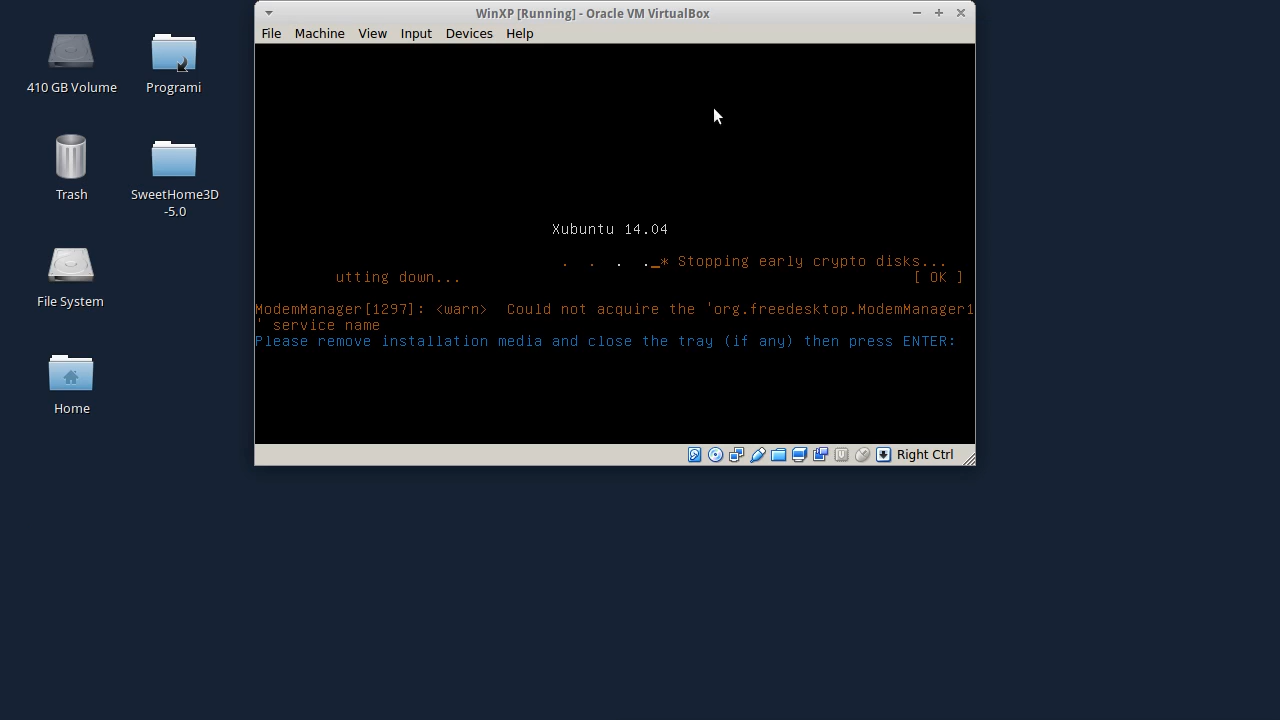 WinXP [Running] - Oracle VM VirtualBox
File Machine View Input Devices Help
410 GB Volume
Programi
Trash
SweetHome3D
-5.0
File System
Home
Xubuntu 14.04
. . . ._* Stopping early crypto disks...
utting down... [ OK ]
ModemManager[1297]: <warn>  Could not acquire the 'org.freedesktop.ModemManager1
' service name
Please remove installation media and close the tray (if any) then press ENTER:
Right Ctrl